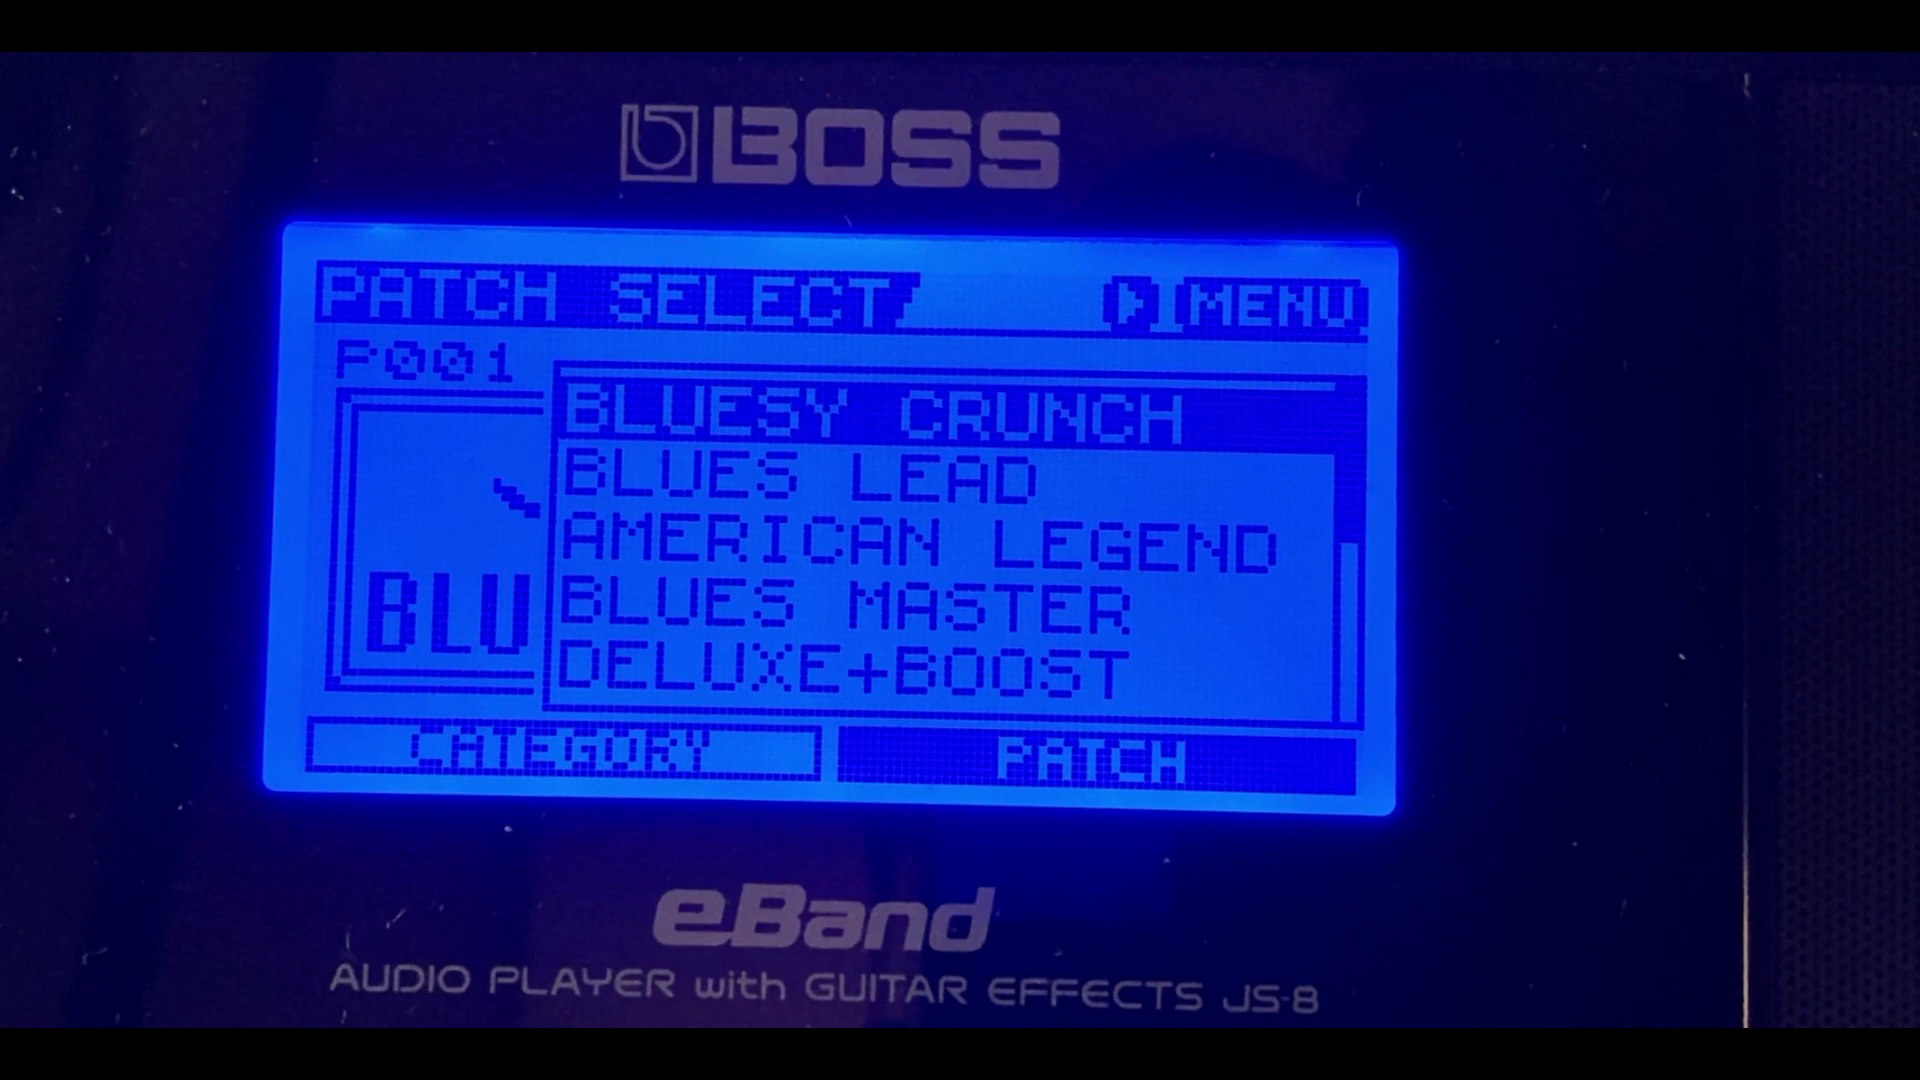 BOSS
PATCH SELECT MENU
P001
BLUESY CRUNCH
BLUES LEAD
AMERICAN LEGEND
BLU
BLUES MASTER
DELUXE+BOOST
CATEGORY PATCH
eBand
AUDIO PLAYER with GUITAR EFFECTS JS-8